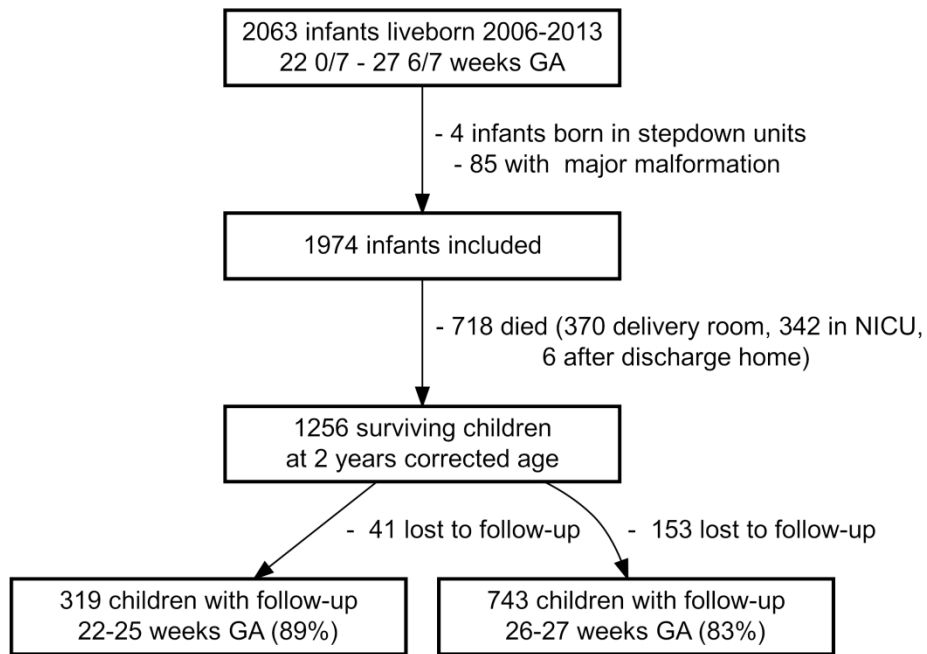 2063 infants liveborn 2006-2013
22 0/7 - 27 6/7 weeks GA
- 4 infants born in stepdown units
- 85 with  major malformation
1974 infants included
- 718 died (370 delivery room, 342 in NICU,
6 after discharge home)
1256 surviving children
at 2 years corrected age
-  41 lost to follow-up
-  153 lost to follow-up
319 children with follow-up
22-25 weeks GA (89%)
743 children with follow-up
26-27 weeks GA (83%)